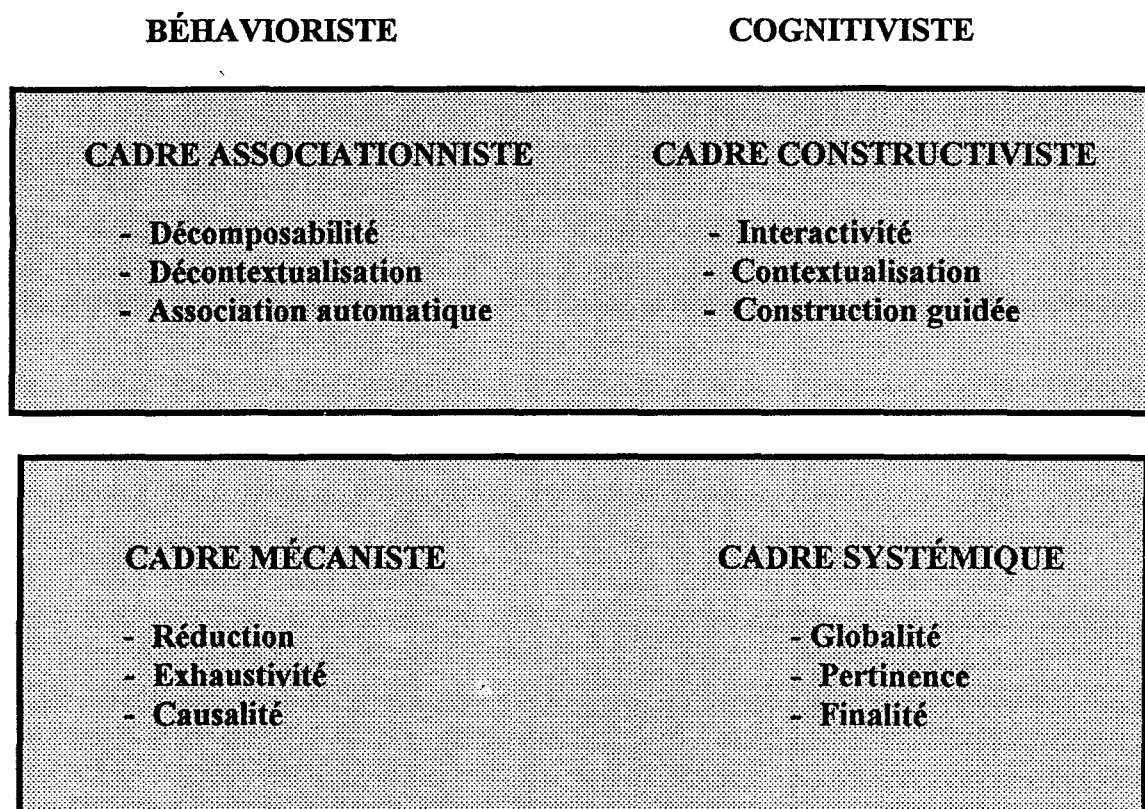 BÉHAVIORISTE COGNITIVISTE
CADRE ASSOCIATIONNISTE CADRE CONSTRUCTIVISTE
- Décomposabilité - Interactivité
- Décontextualisation - Contextualisation
- Association automatique - Construction guidée
CADRE MÉCANISTE CADRE SYSTÉMIQUE
- Réduction - Globalité
- Exhaustivité - Pertinence
- Causalité - Finalité